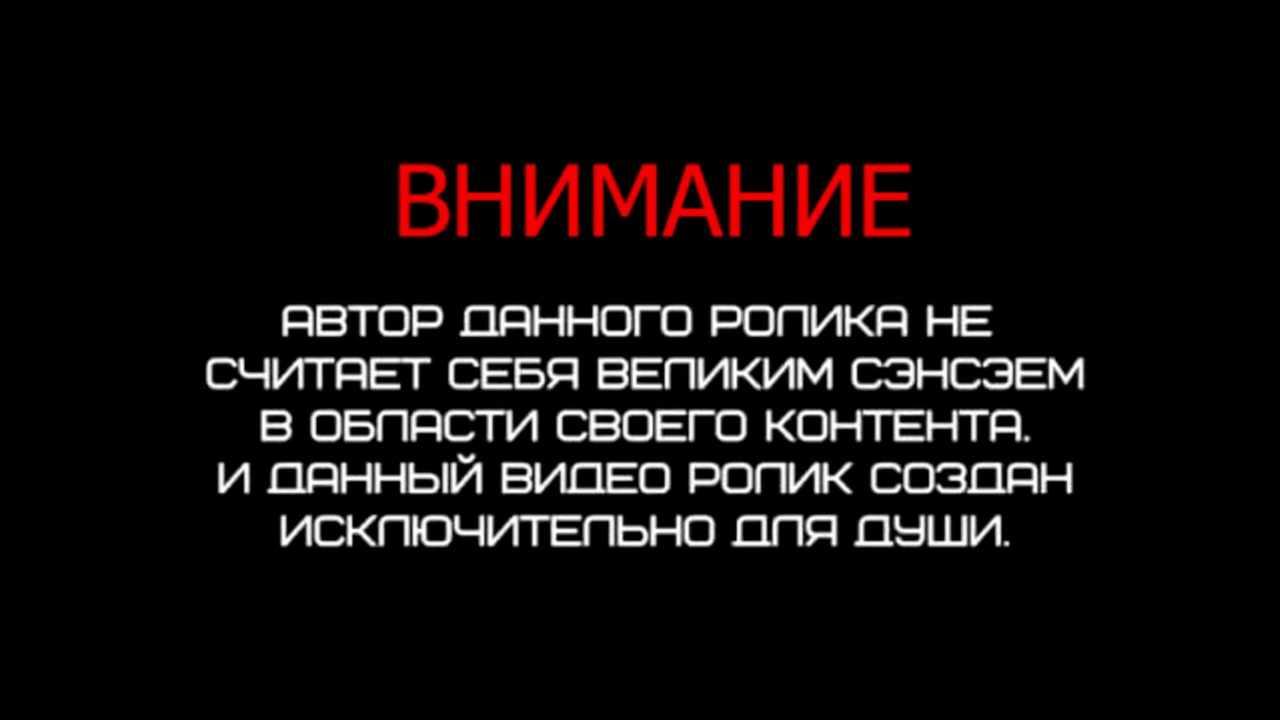 ВНИМАНИЕ
АВТОР ДАННОГО РОЛИКА НЕ
СЧИТАЕТ СЕБЯ ВЕЛИКИМ СЭНСЭЕМ
В ОБЛАСТИ СВОЕГО КОНТЕНТА.
И ДАННЫЙ ВИДЕО РОЛИК СОЗДАН
ИСКЛЮЧИТЕЛЬНО ДЛЯ ДУШИ.